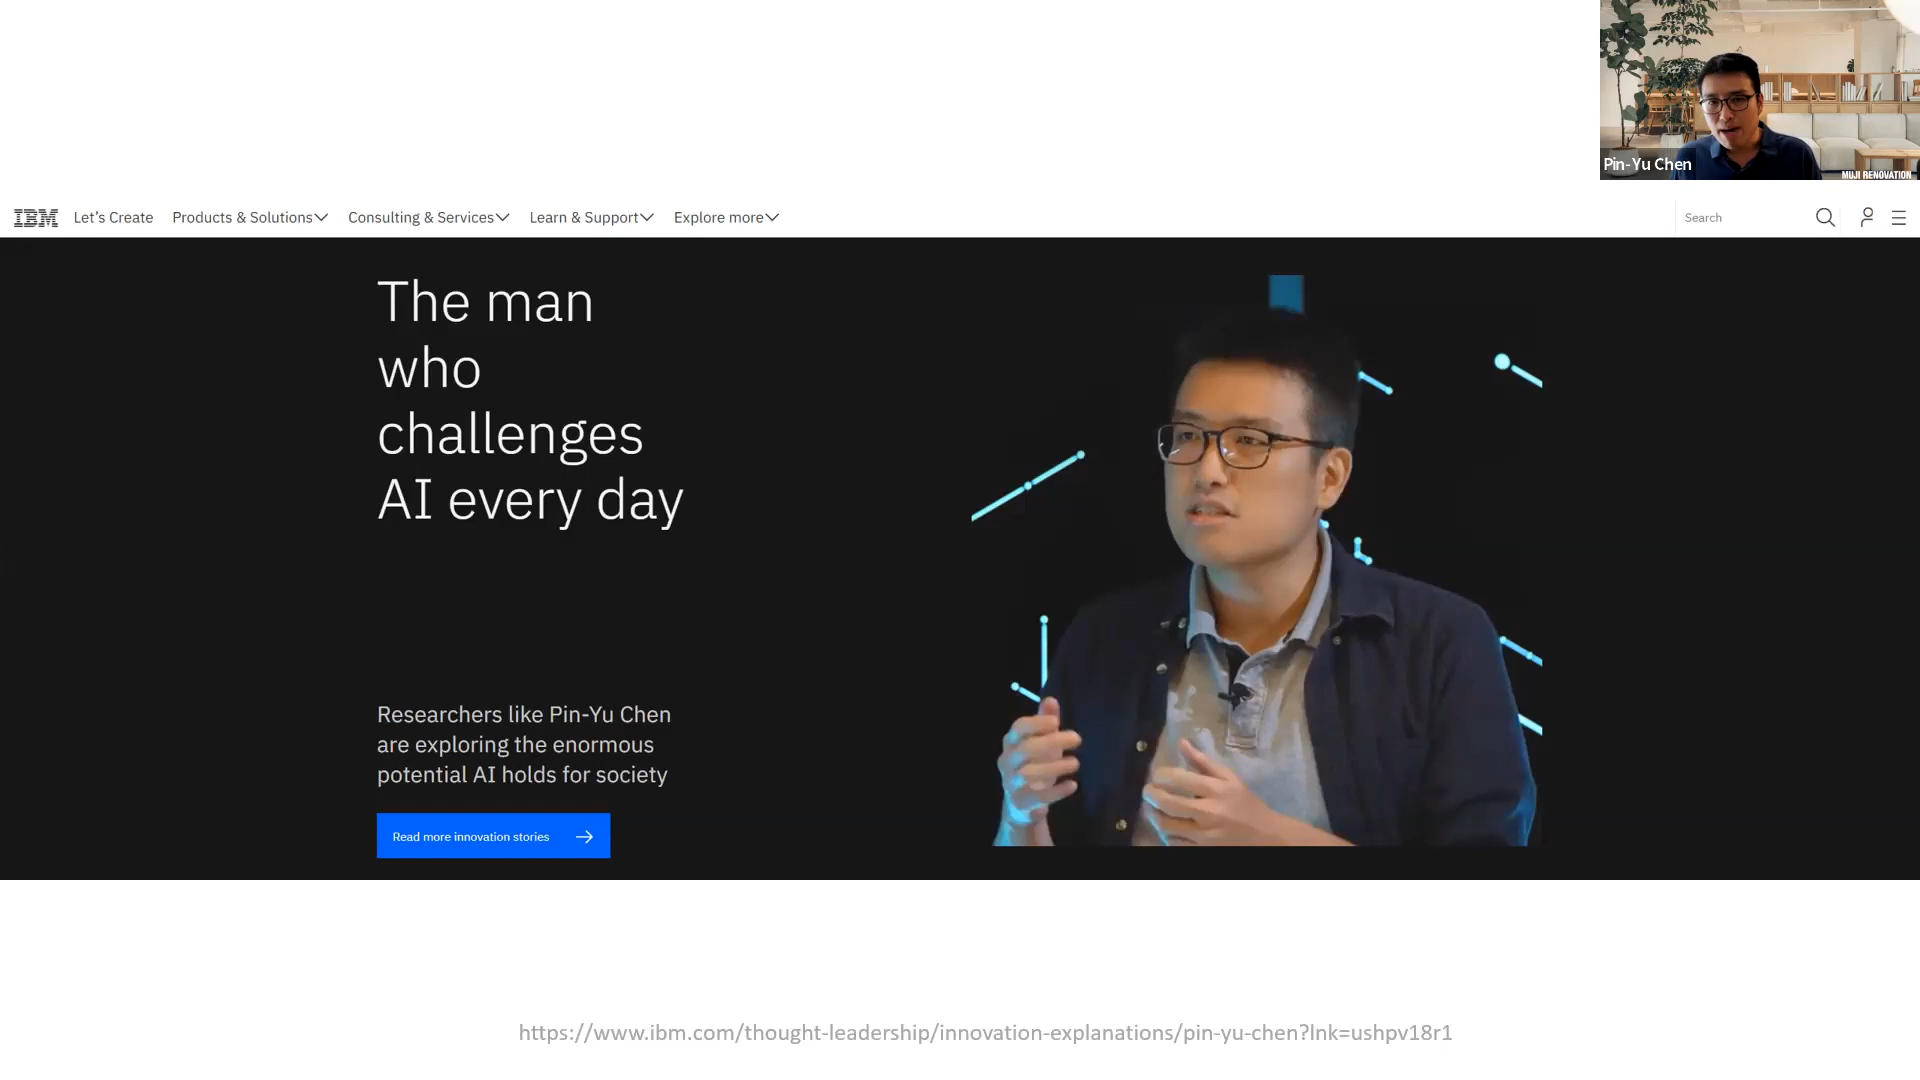 Pin-Yu Chen
MUJI RENOVATION
IBM Let's Create Products & Solutions Consulting & Services Learn & Support Explore more Search
The man
who
challenges
AI every day
Researchers like Pin-Yu Chen
are exploring the enormous
potential AI holds for society
Read more innovation stories
https://www.ibm.com/thought-leadership/innovation-explanations/pin-yu-chen?lnk=ushpv18r1